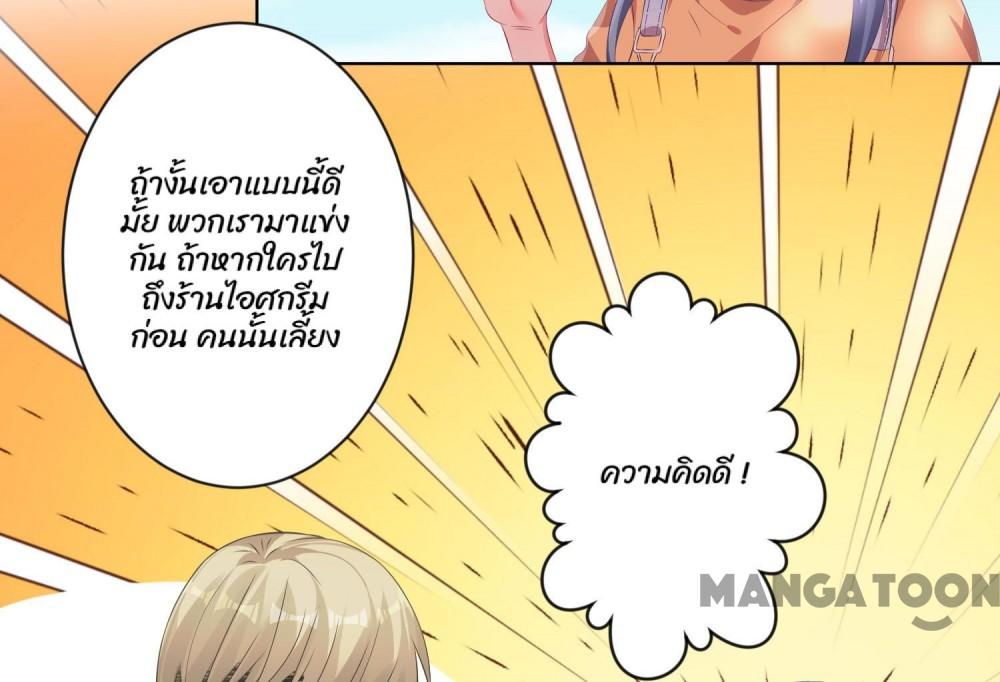 ถ้างั้นเอาแบบนี้ดี
มั้ย พวกเรามาแข่ง
กัน ถ้าหากใครไป
ถึงร้านไอศกรีม
ก่อน คนนั้นเลี้ยง
ความคิดดี !
MANGATOON